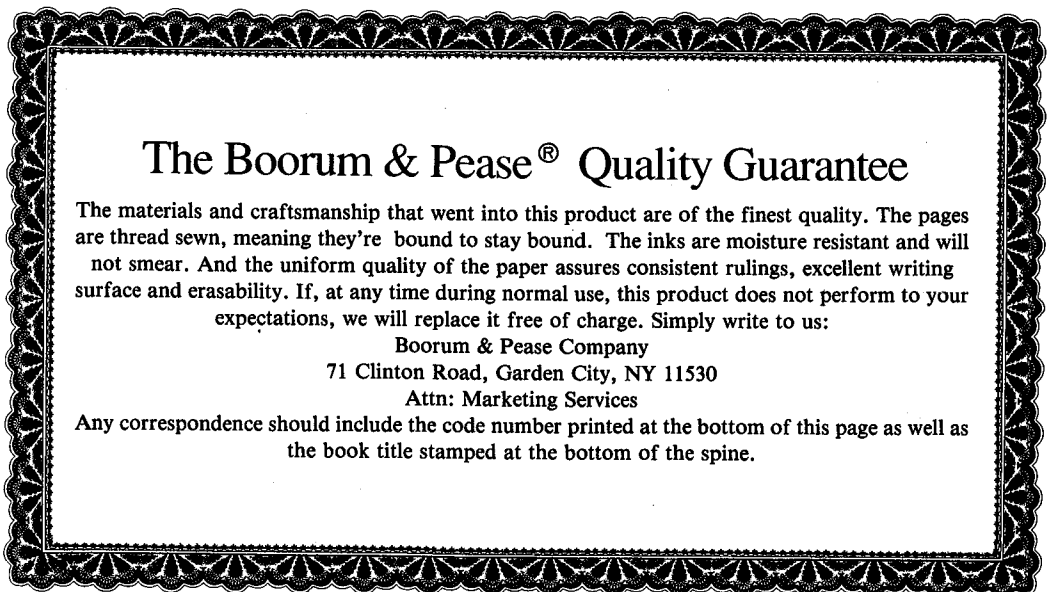 The Boorum & Pease® Quality Guarantee
The materials and craftsmanship that went into this product are of the finest quality. The pages
are thread sewn, meaning they're bound to stay bound. The inks are moisture resistant and will
not smear. And the uniform quality of the paper assures consistent rulings, excellent writing
surface and erasability. If, at any time during normal use, this product does not perform to your
expectations, we will replace it free of charge. Simply write to us:
Boorum & Pease Company
71 Clinton Road, Garden City, NY 11530
Attn: Marketing Services
Any correspondence should include the code number printed at the bottom of this page as well as
the book title stamped at the bottom of the spine.